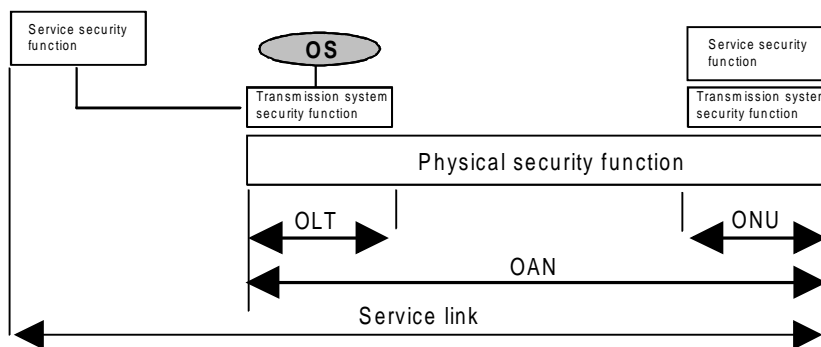 Service security
function
OS
Service security
function
Transmission system
security function
Transmission system
security function
Physical security function
OLT
ONU
OAN
Service link